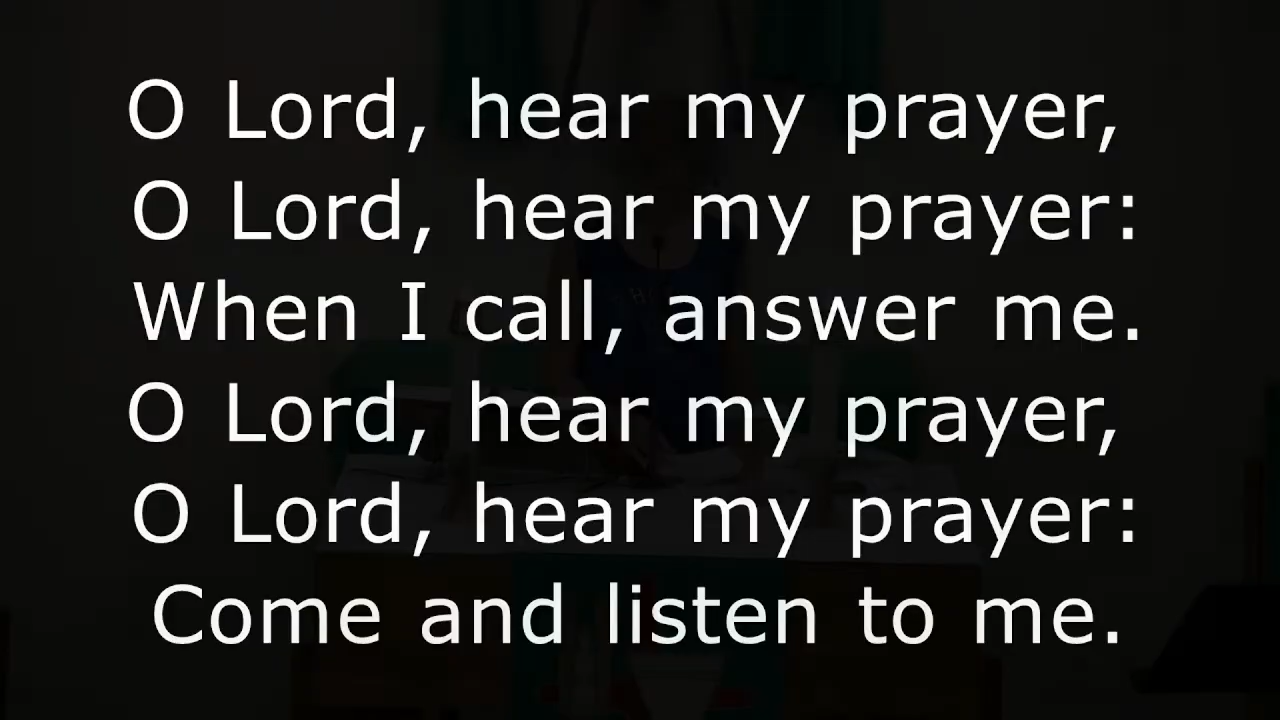 O Lord, hear my prayer,
O Lord, hear my prayer:
When I call, answer me.
O Lord, hear my prayer,
O Lord, hear my prayer:
Come and listen to me.